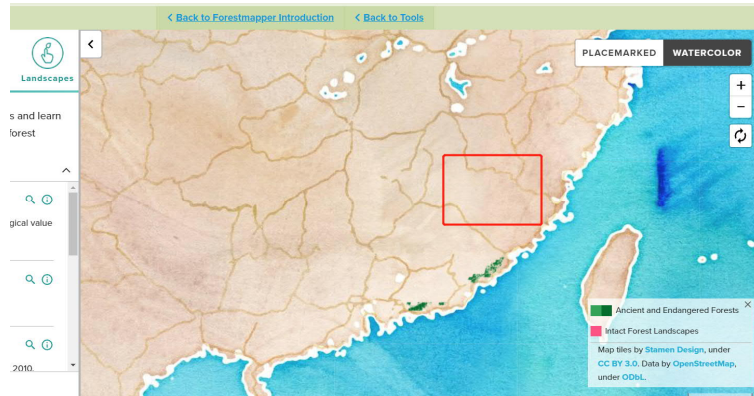 < Back to Forestmapper Introduction < Back to Tools
Landscapes
s and learn
forest
gical value
2010.
PLACEMARKED WATERCOLOR
+
−
Ancient and Endangered Forests
Intact Forest Landscapes
Map tiles by Stamen Design, under
CC BY 3.0. Data by OpenStreetMap,
under ODbL.